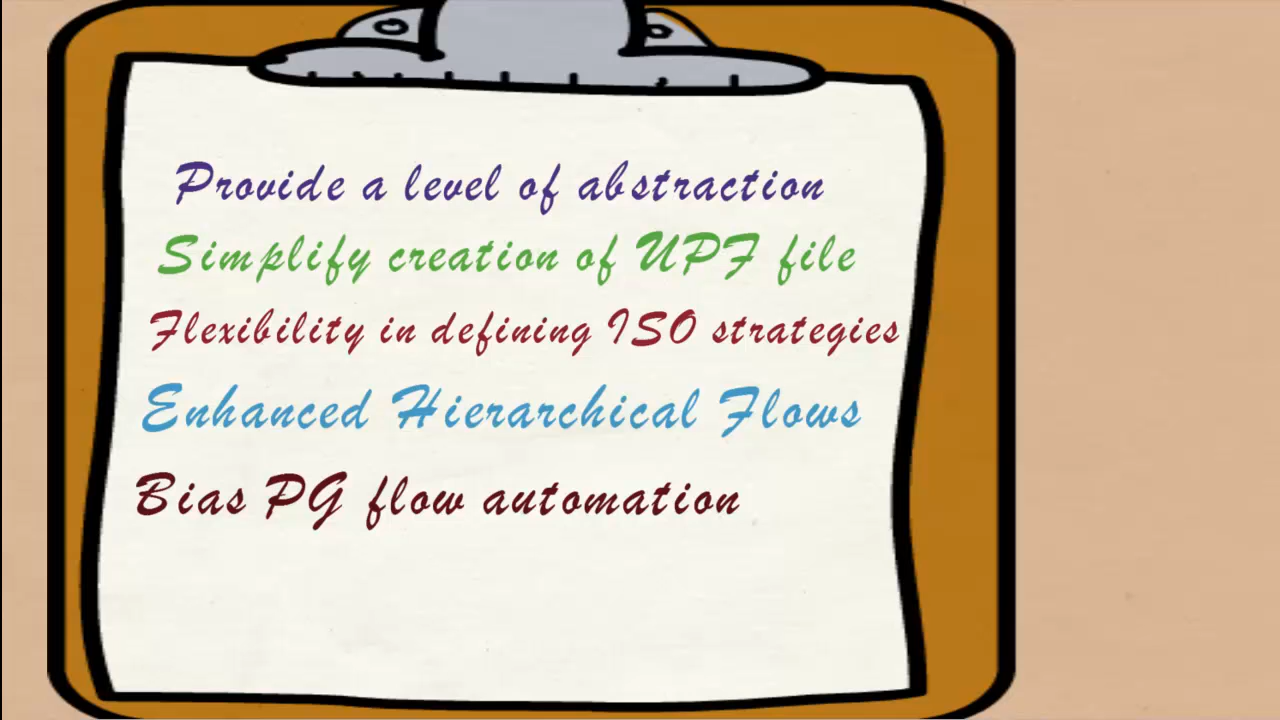 Provide a level of abstraction
Simplify creation of UPF file
Flexibility in defining ISO strategies
Enhanced Hierarchical Flows
Bias PG flow automation